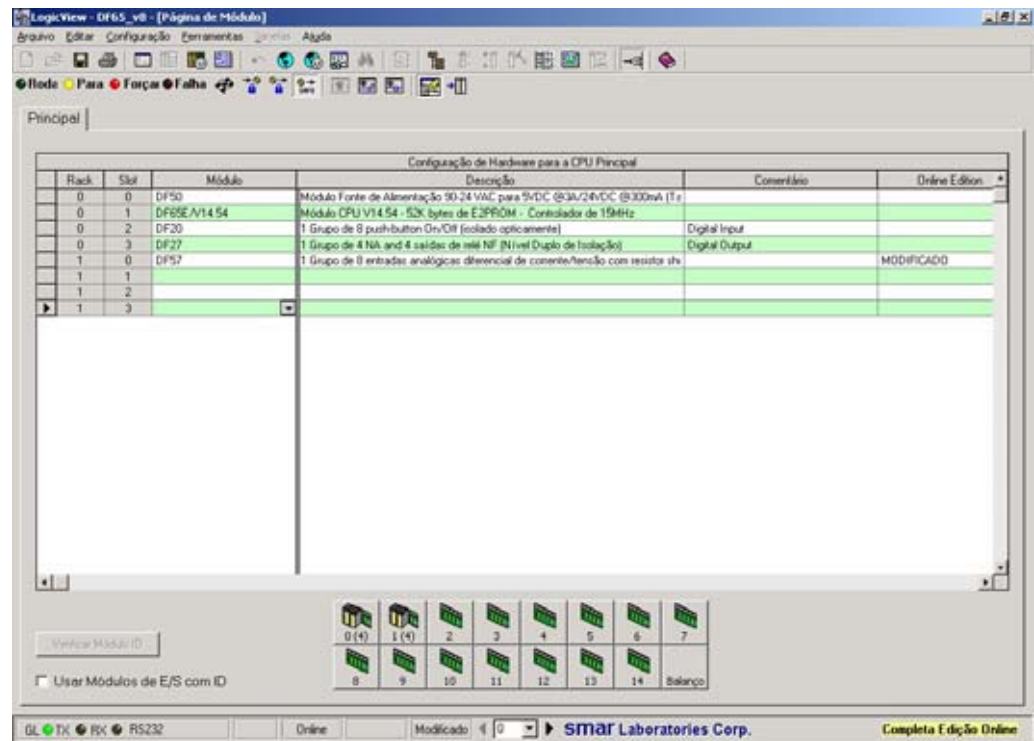 LogicView - DF65_v8 - [Página de Módulo]
Arquivo Editar Configuração Ferramentas Janelas Ajuda
Roda Para Forçar Falha
Principal
Configuração de Hardware para a CPU Principal
Rack Slot Módulo Descrição Comentário Online Edition
0 0 DF50 Módulo Fonte de Alimentação 90-24 VAC para 5VDC @3A/24VDC @300mA
0 1 DF65E/V14.54 Módulo CPU V14.54 - 52K bytes de E2PROM - Controlador de 15MHz
0 2 DF20 1 Grupo de 8 push-button On/Off (isolado opticamente) Digital Input
0 3 DF27 1 Grupo de 4 NA and 4 saídas de relé NF (Nível Duplo de Isolação) Digital Output
1 0 DF57 1 Grupo de 8 entradas analógicas diferencial de corrente/tensão com resistor sh MODIFICADO
1 1
1 2
1 3
0 (4) 1 (4) 2 3 4 5 6 7
Verificar Módulo ID
8 9 10 11 12 13 14 Balanço
Usar Módulos de E/S com ID
GL TX RX RS232 Online Modificado 0 smar Laboratories Corp. Completa Edição Online